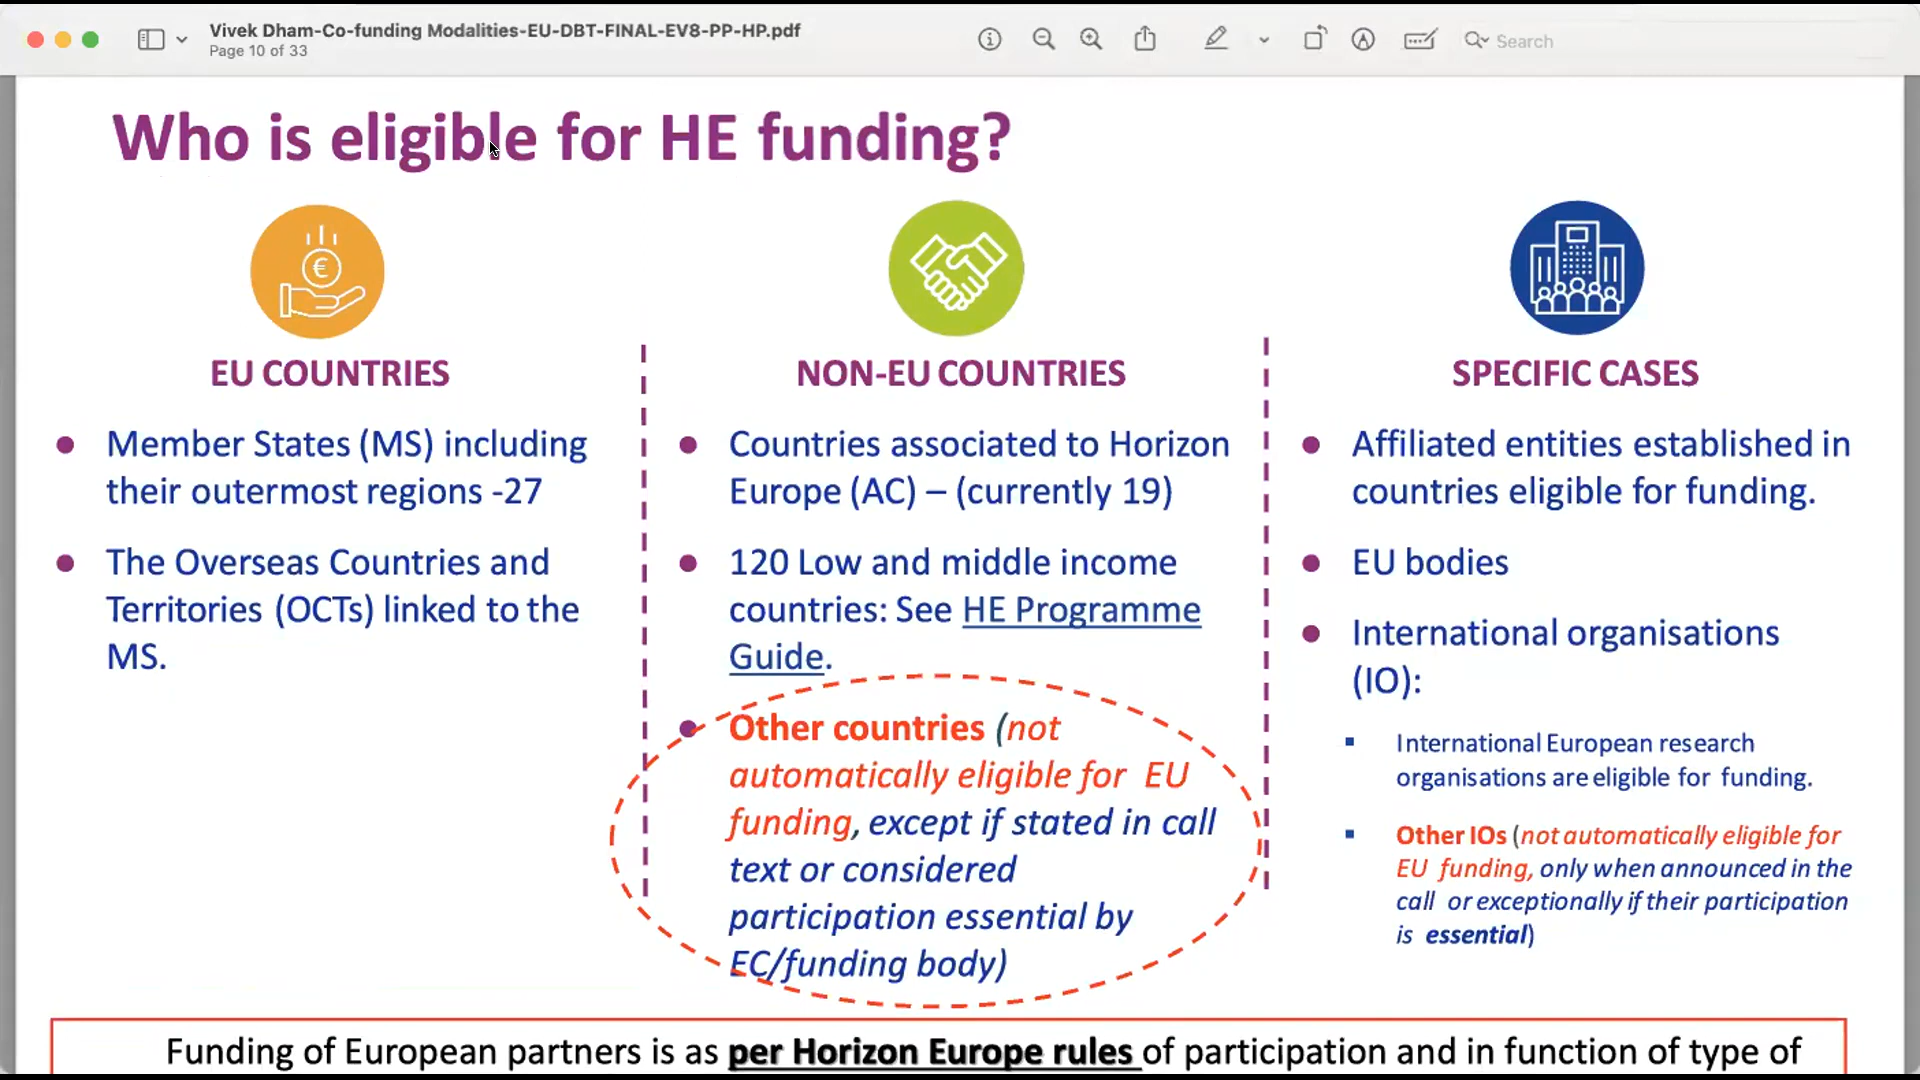 Vivek Dham-Co-funding Modalities-EU-DBT-FINAL-EV8-PP-HP.pdf
Page 10 of 33
Search
Who is eligible for HE funding?
€
EU COUNTRIES
Member States (MS) including
their outermost regions -27
The Overseas Countries and
Territories (OCTs) linked to the
MS.
NON-EU COUNTRIES
Countries associated to Horizon
Europe (AC) – (currently 19)
120 Low and middle income
countries: See HE Programme
Guide.
Other countries (not
automatically eligible for EU
funding, except if stated in call
text or considered
participation essential by
EC/funding body)
SPECIFIC CASES
Affiliated entities established in
countries eligible for funding.
EU bodies
International organisations
(IO):
International European research
organisations are eligible for funding.
Other IOs (not automatically eligible for
EU funding, only when announced in the
call or exceptionally if their participation
is essential)
Funding of European partners is as per Horizon Europe rules of participation and in function of type of